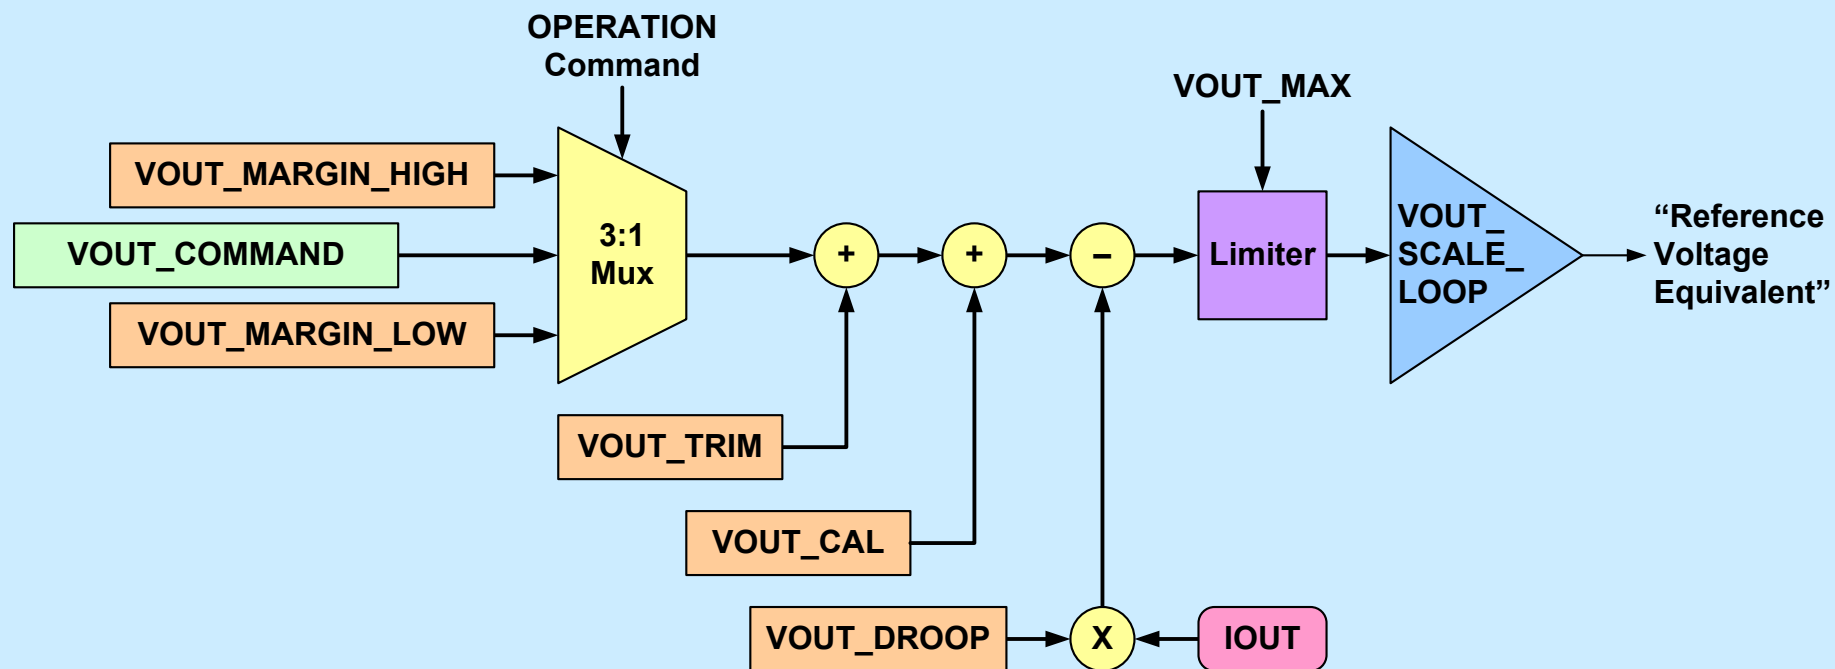 OPERATION
Command
VOUT_MAX
VOUT_MARGIN_HIGH
VOUT_COMMAND
VOUT_MARGIN_LOW
3:1
Mux
+
+
–
Limiter
VOUT_
SCALE_
LOOP
“Reference
Voltage
Equivalent”
VOUT_TRIM
VOUT_CAL
VOUT_DROOP
X
IOUT